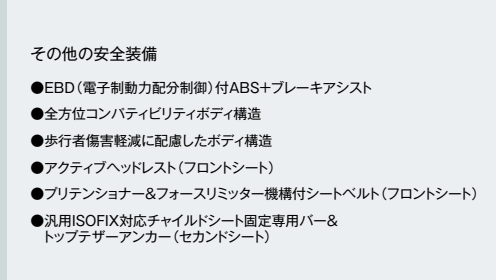 その他の安全装備
●EBD（電子制動力配分制御）付ABS＋ブレーキアシスト
●全方位コンパティビリティボディ構造
●歩行者傷害軽減に配慮したボディ構造
●アクティブヘッドレスト（フロントシート）
●プリテンショナー＆フォースリミッター機構付シートベルト（フロントシート）
●汎用ISOFIX対応チャイルドシート固定専用バー＆
トップテザーアンカー（セカンドシート）